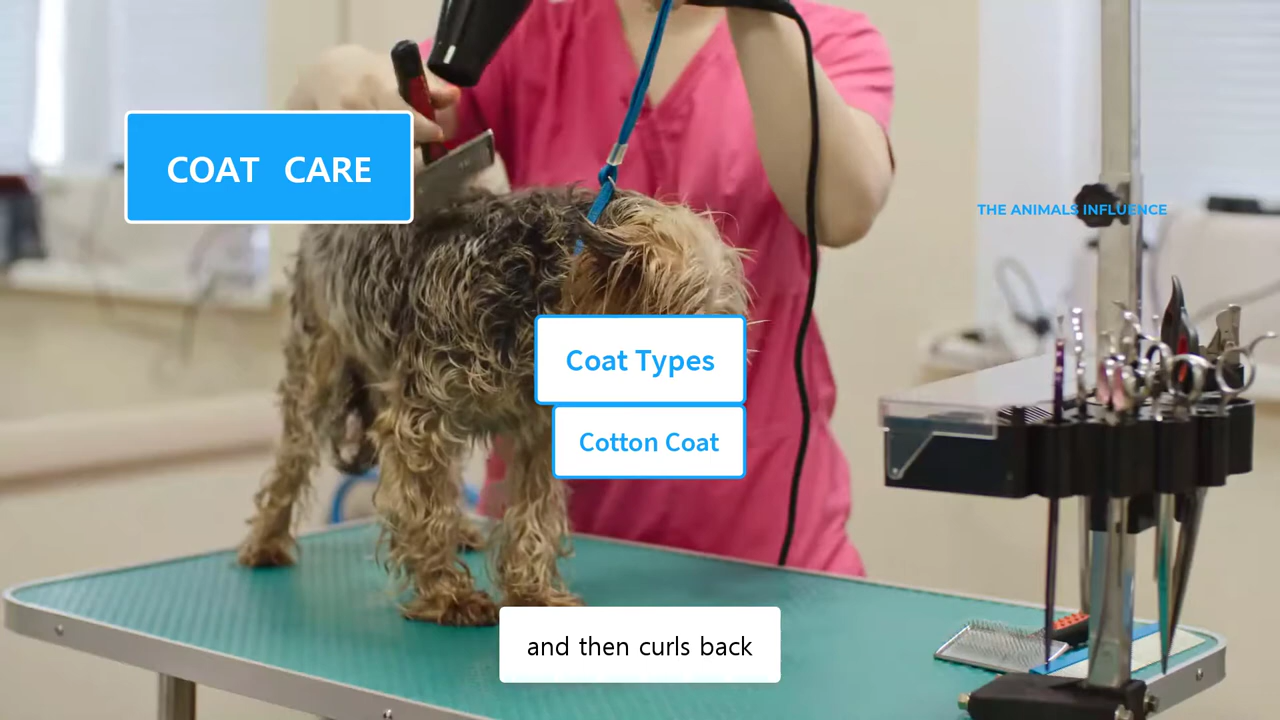 COAT CARE
THE ANIMALS INFLUENCE
Coat Types
Cotton Coat
and then curls back